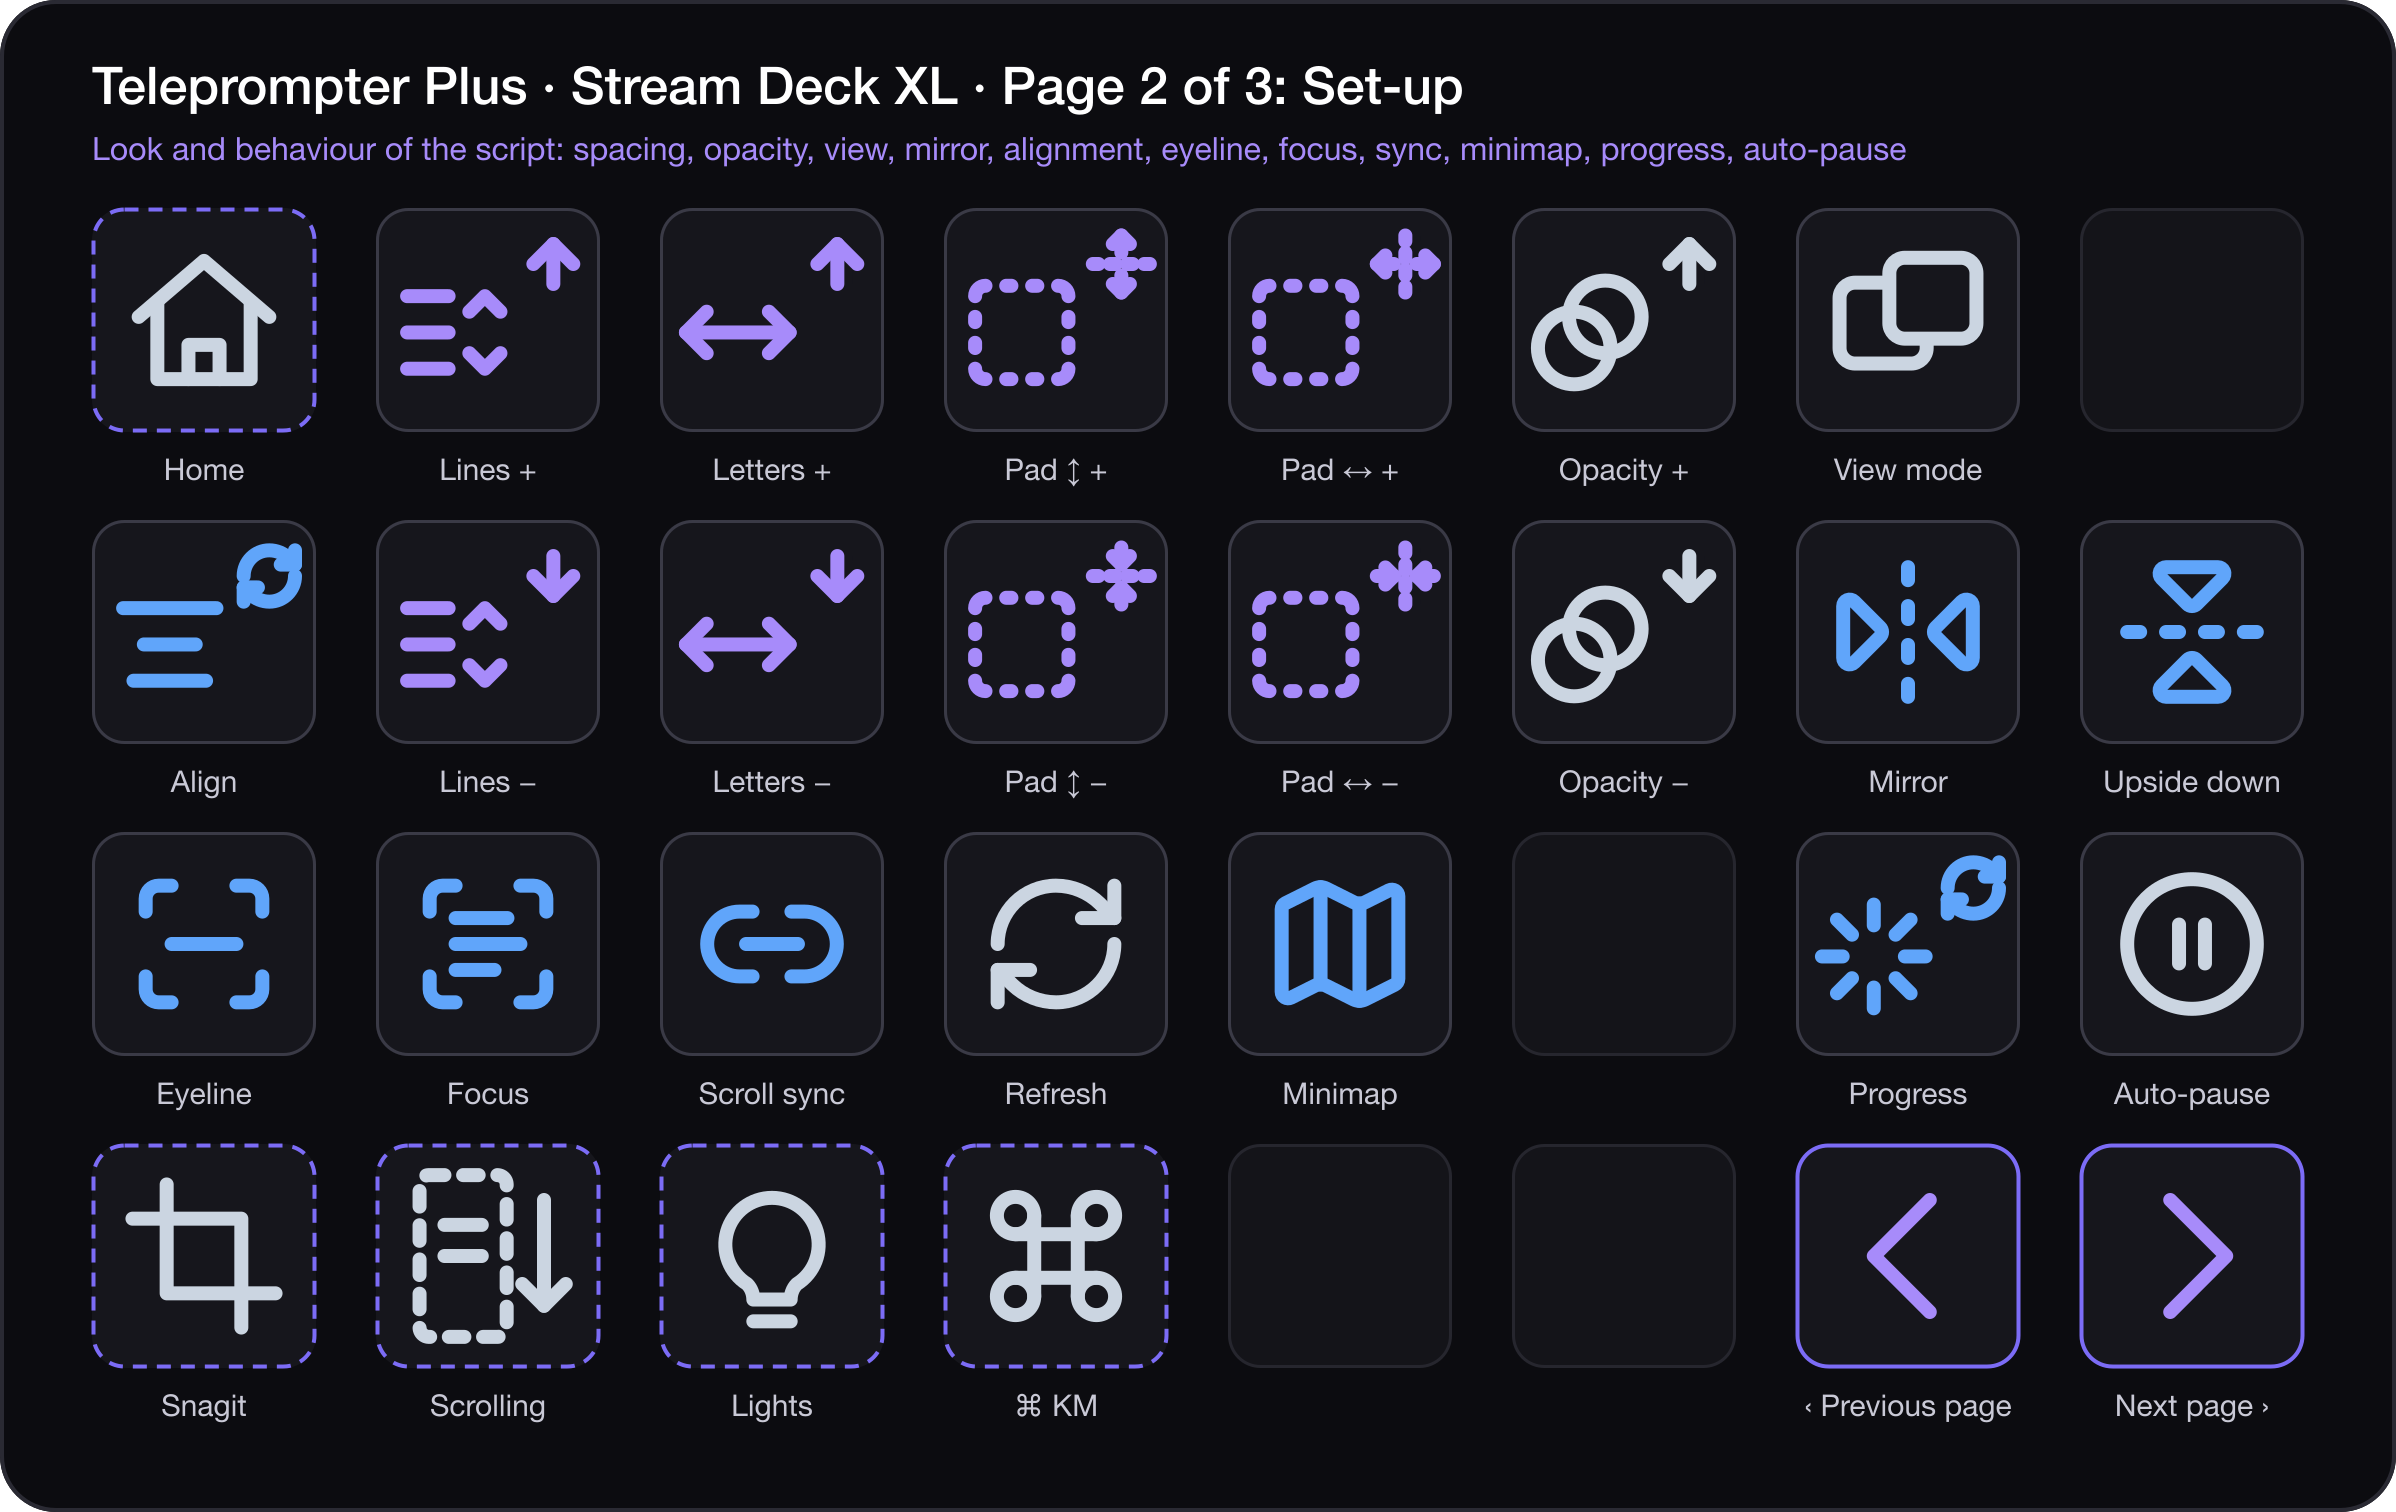 Teleprompter Plus · Stream Deck XL · Page 2 of 3: Set-up
Look and behaviour of the script: spacing, opacity, view, mirror, alignment, eyeline, focus, sync, minimap, progress, auto-pause
Home
Lines +
Letters +
Pad ↕ +
Pad ↔ +
Opacity +
View mode
Align
Lines –
Letters –
Pad ↕ –
Pad ↔ –
Opacity –
Mirror
Upside down
Eyeline
Focus
Scroll sync
Refresh
Minimap
Progress
Auto-pause
Snagit
Scrolling
Lights
⌘ KM
‹ Previous page
Next page ›